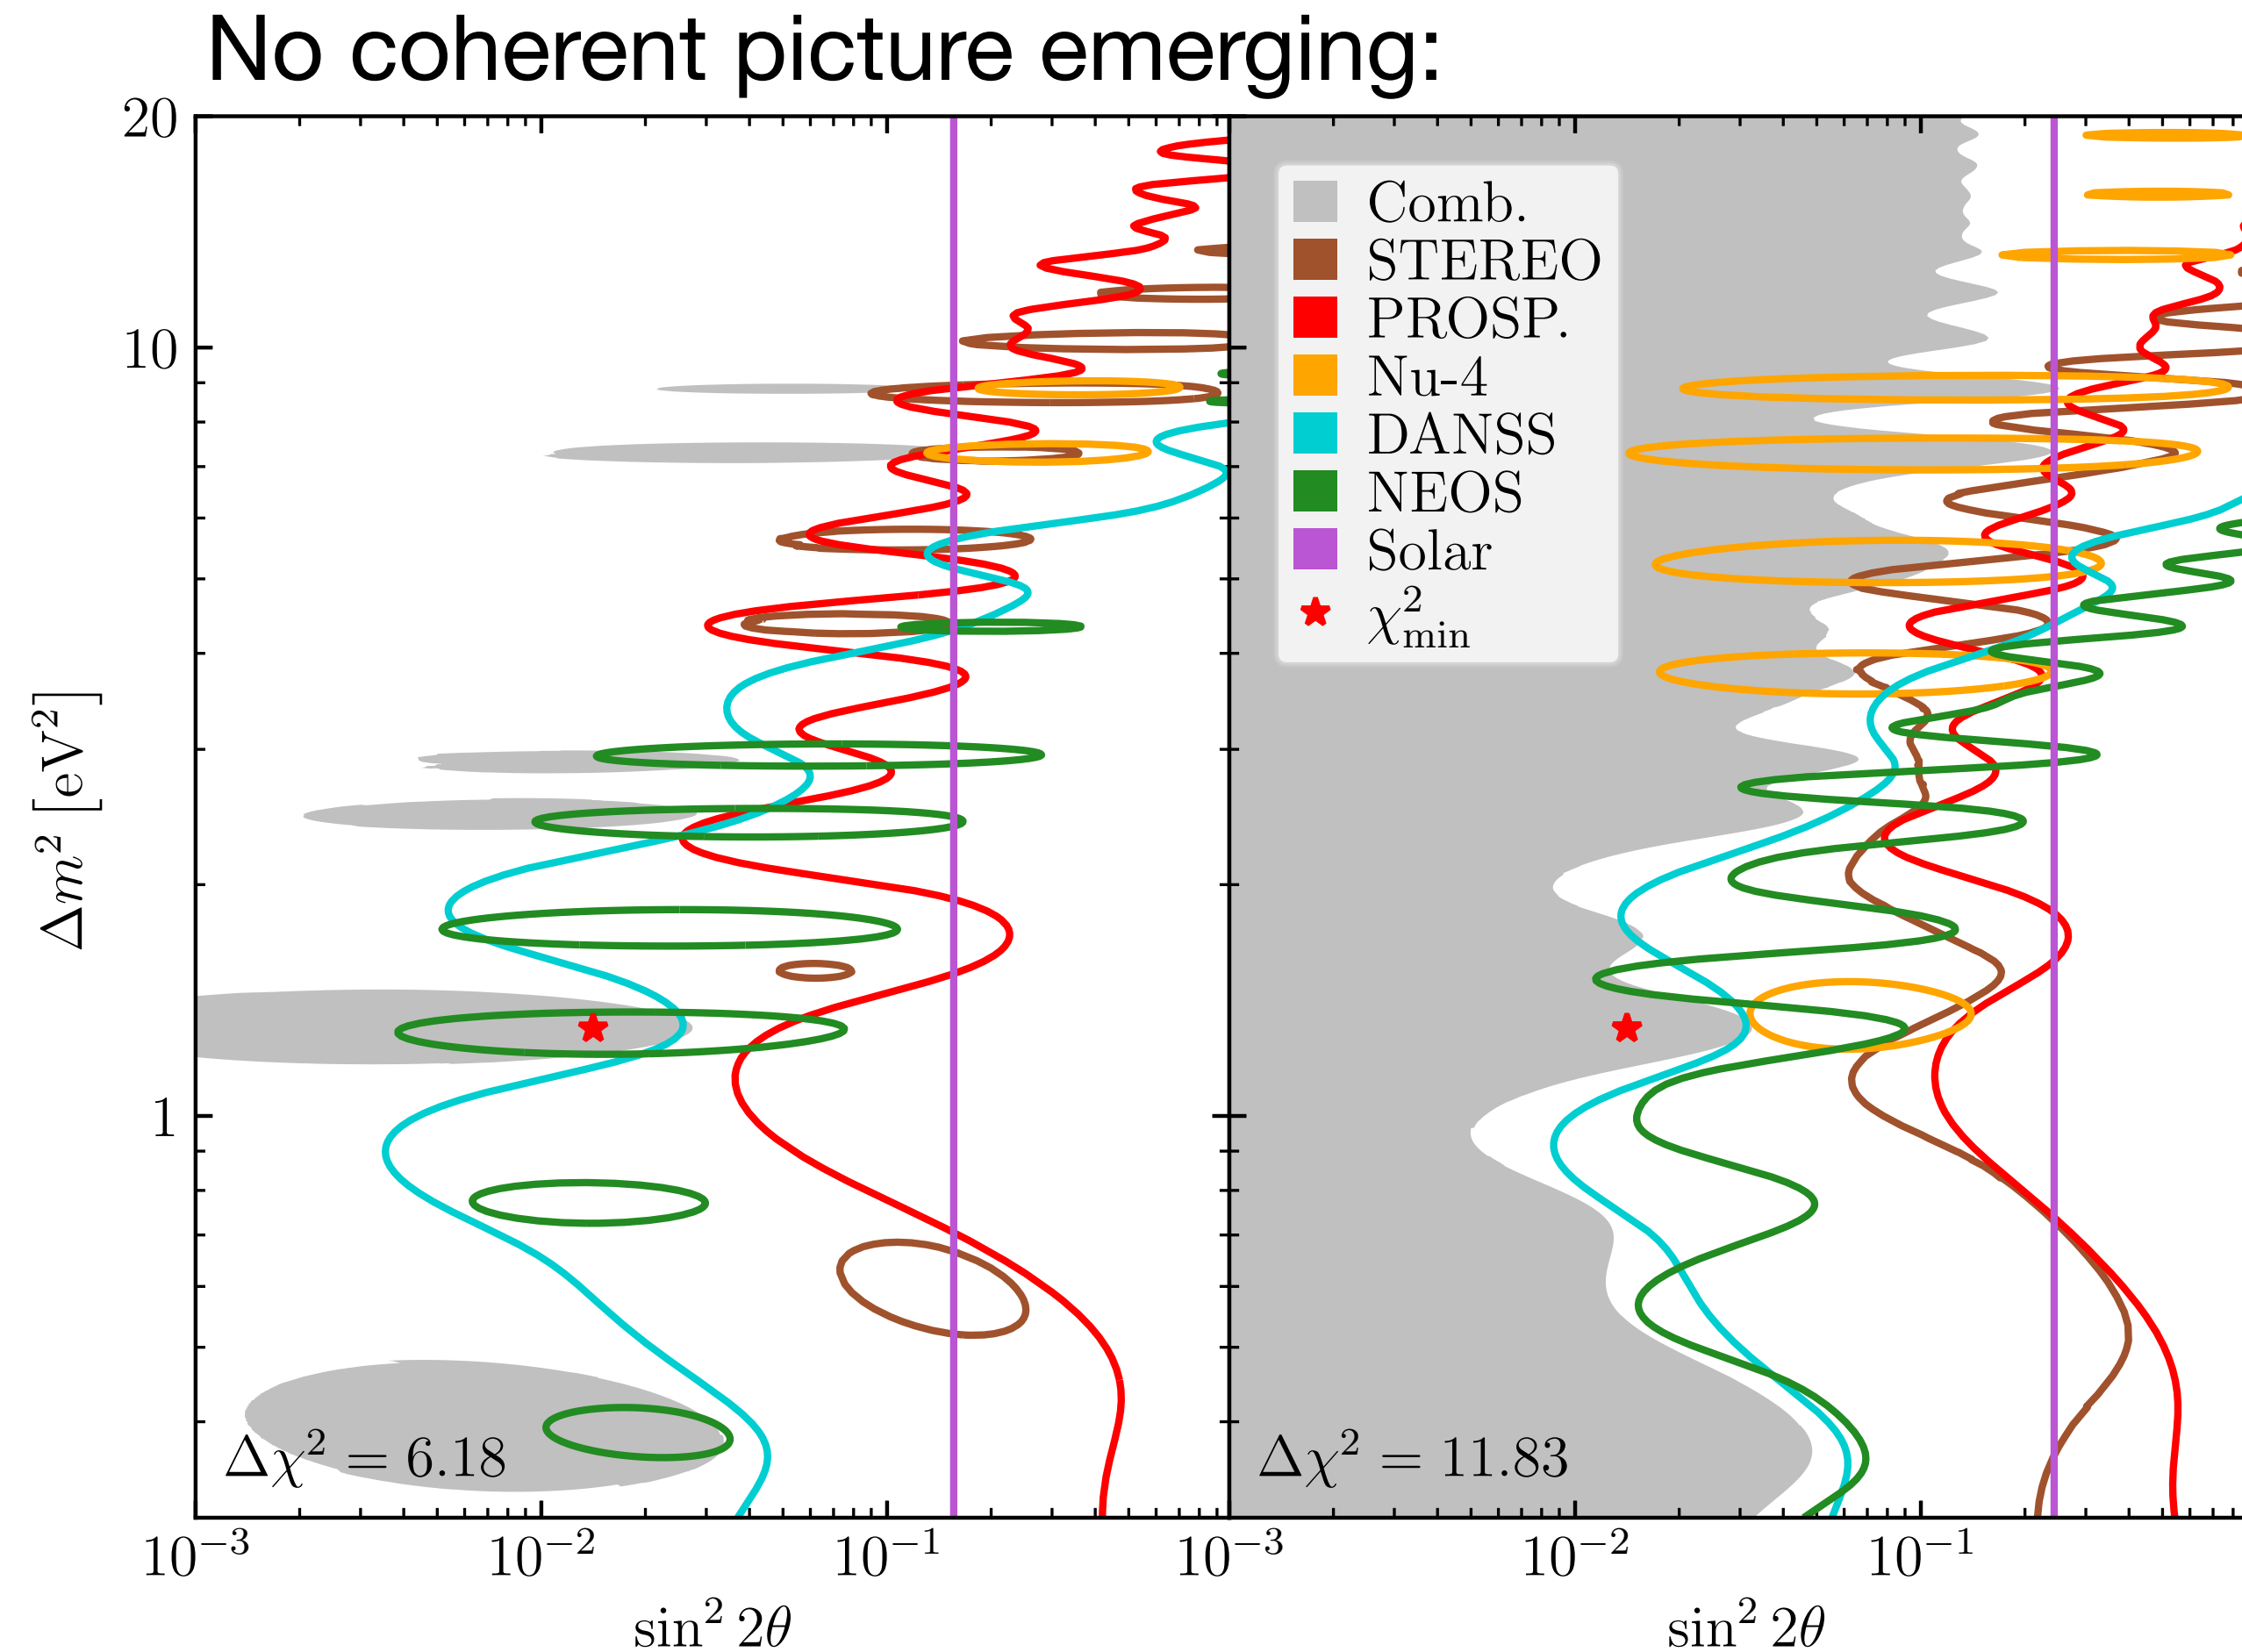 No coherent picture emerging:
20
10
1
Δm² [eV²]
Comb.
STEREO
PROSP.
Nu-4
DANSS
NEOS
Solar
χ²min
Δχ² = 6.18
Δχ² = 11.83
10⁻³
10⁻²
10⁻¹
10⁻³
10⁻²
10⁻¹
sin² 2θ
sin² 2θ